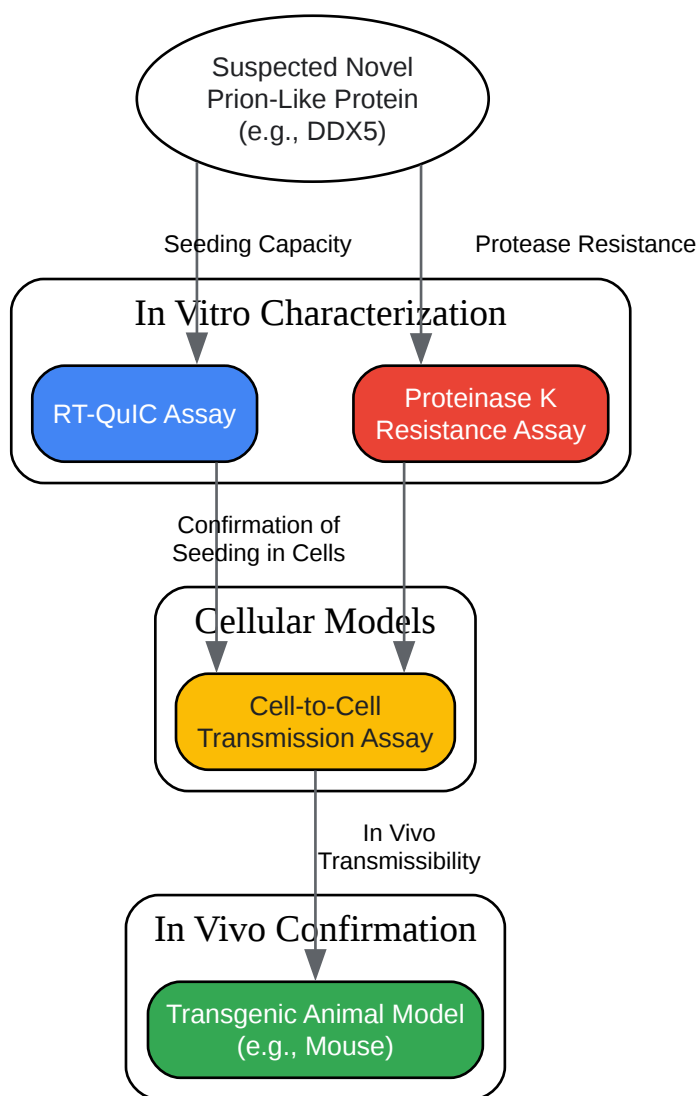 Suspected Novel
Prion-Like Protein
(e.g., DDX5)
Seeding Capacity
Protease Resistance
In Vitro Characterization
RT-QuIC Assay
Proteinase K
Resistance Assay
Confirmation of
Seeding in Cells
Cellular Models
Cell-to-Cell
Transmission Assay
In Vivo
Transmissibility
In Vivo Confirmation
Transgenic Animal Model
(e.g., Mouse)